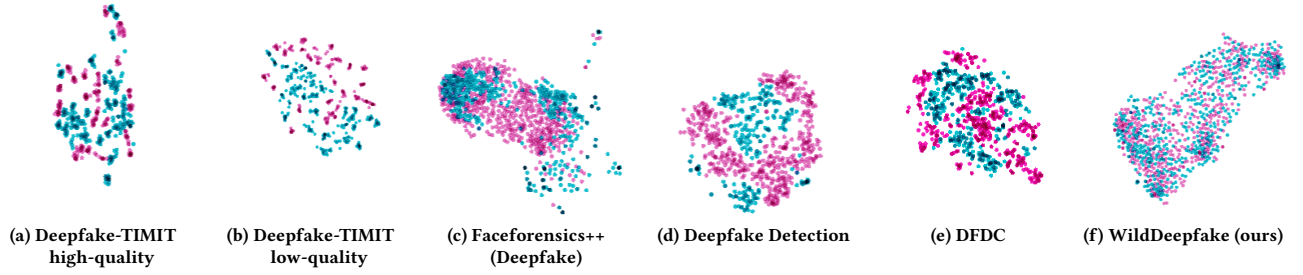 (a) Deepfake-TIMIT
high-quality
(b) Deepfake-TIMIT
low-quality
(c) Faceforensics++
(Deepfake)
(d) Deepfake Detection
(e) DFDC
(f) WildDeepfake (ours)